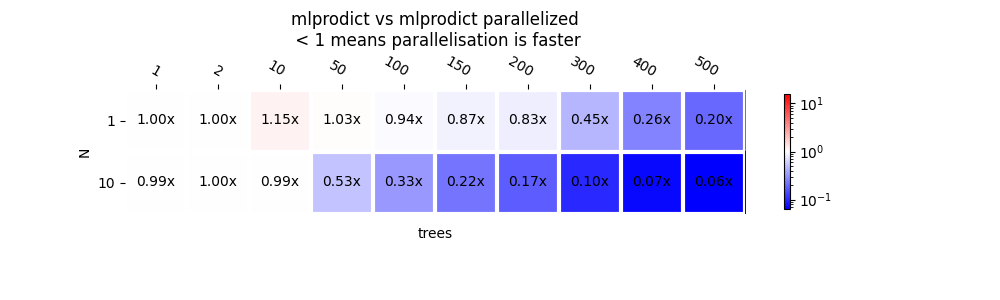 mlprodict vs mlprodict parallelized
< 1 means parallelisation is faster
1 2 10 50 100 150 200 300 400 500
1 1.00x 1.00x 1.15x 1.03x 0.94x 0.87x 0.83x 0.45x 0.26x 0.20x
N
10 0.99x 1.00x 0.99x 0.53x 0.33x 0.22x 0.17x 0.10x 0.07x 0.06x
trees
10¹
10⁰
10⁻¹